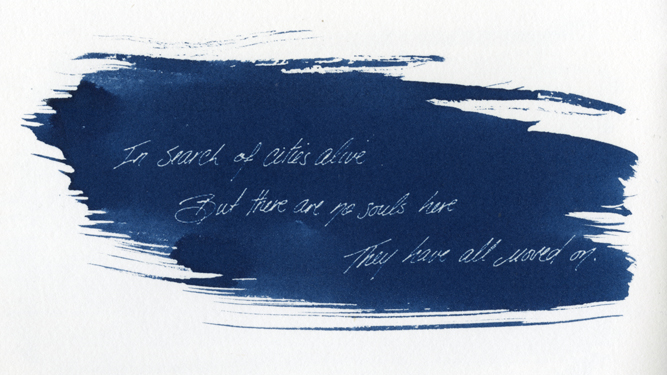 In search of cities alive
But there are no souls here
They have all moved on.